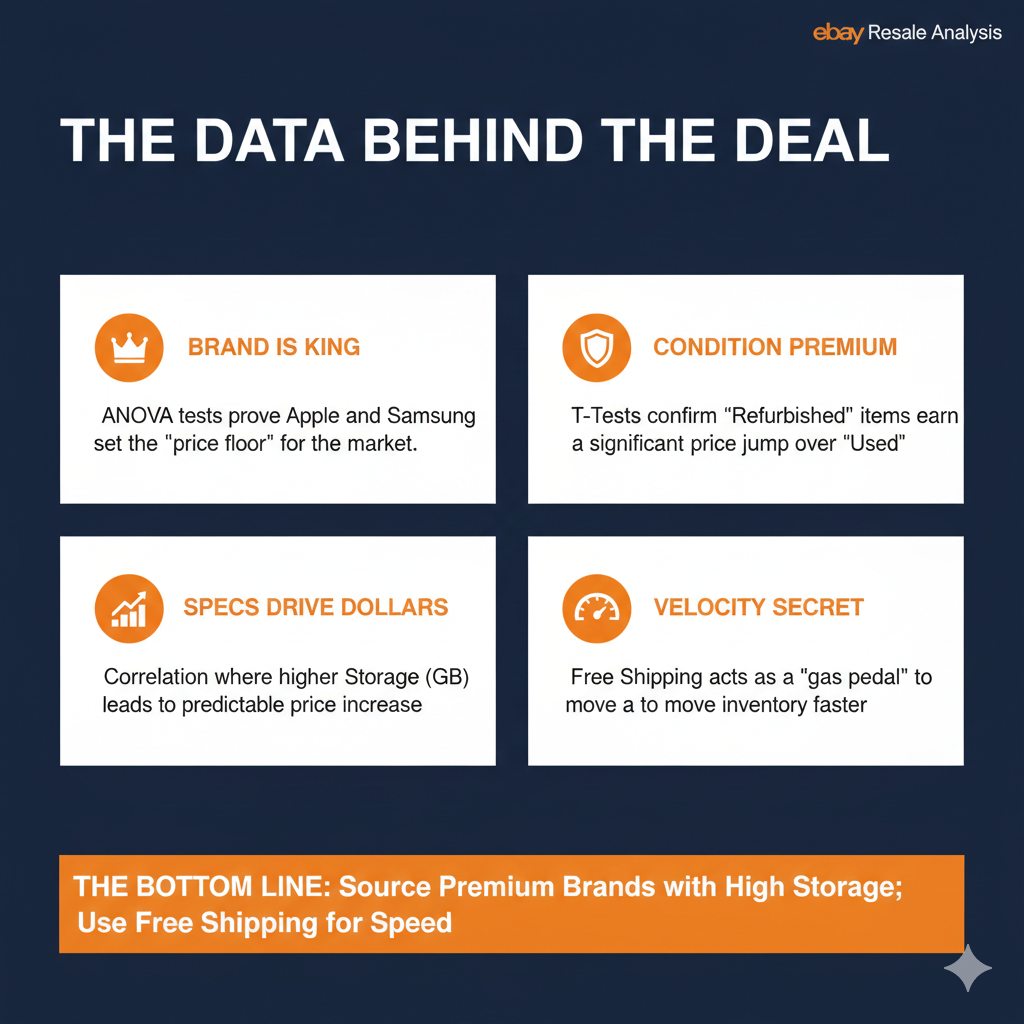 ebay Resale Analysis
THE DATA BEHIND THE DEAL
BRAND IS KING
ANOVA tests prove Apple and Samsung
set the "price floor" for the market.
CONDITION PREMIUM
T-Tests confirm “Refurbished” items earn
a significant price jump over “Used”
SPECS DRIVE DOLLARS
Correlation where higher Storage (GB)
leads to predictable price increase
VELOCITY SECRET
Free Shipping acts as a "gas pedal” to
move a to move inventory faster
THE BOTTOM LINE: Source Premium Brands with High Storage;
Use Free Shipping for Speed